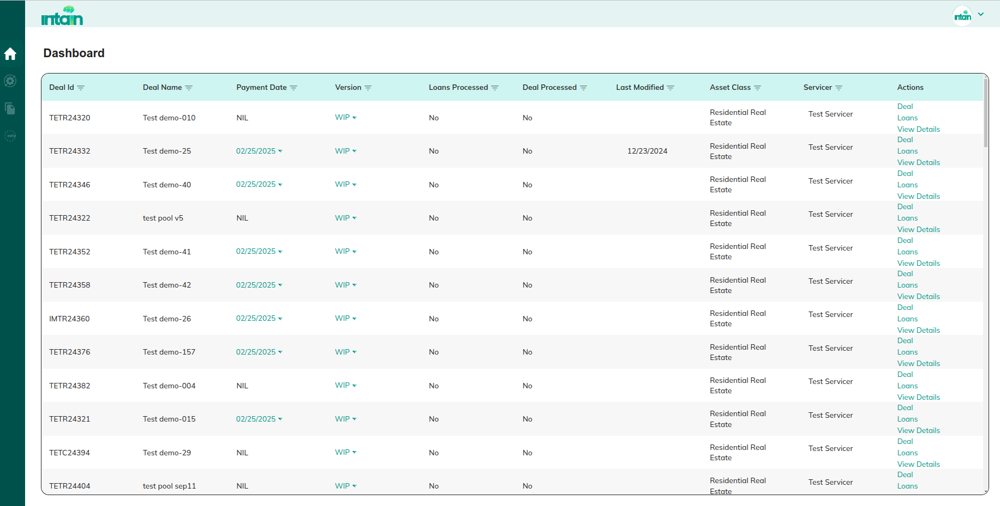 intain
intain
Dashboard
Deal Id Deal Name Payment Date Version Loans Processed Deal Processed Last Modified Asset Class Servicer Actions
TETR24320 Test demo-010 NIL WIP No No Residential Real Estate Test Servicer Deal Loans View Details
TETR24332 Test demo-25 02/25/2025 WIP No No 12/23/2024 Residential Real Estate Test Servicer Deal Loans View Details
TETR24346 Test demo-40 02/25/2025 WIP No No Residential Real Estate Test Servicer Deal Loans View Details
TETR24322 test pool v5 NIL WIP No No Residential Real Estate Test Servicer Deal Loans View Details
TETR24352 Test demo-41 02/25/2025 WIP No No Residential Real Estate Test Servicer Deal Loans View Details
TETR24358 Test demo-42 02/25/2025 WIP No No Residential Real Estate Test Servicer Deal Loans View Details
IMTR24360 Test demo-26 02/25/2025 WIP No No Residential Real Estate Test Servicer Deal Loans View Details
TETR24376 Test demo-157 02/25/2025 WIP No No Residential Real Estate Test Servicer Deal Loans View Details
TETR24382 Test demo-004 NIL WIP No No Residential Real Estate Test Servicer Deal Loans View Details
TETR24321 Test demo-015 02/25/2025 WIP No No Residential Real Estate Test Servicer Deal Loans View Details
TETC24394 Test demo-29 NIL WIP No No Residential Real Estate Test Servicer Deal Loans View Details
TETR24404 test pool sep11 NIL WIP No No Residential Real Estate Test Servicer Deal Loans